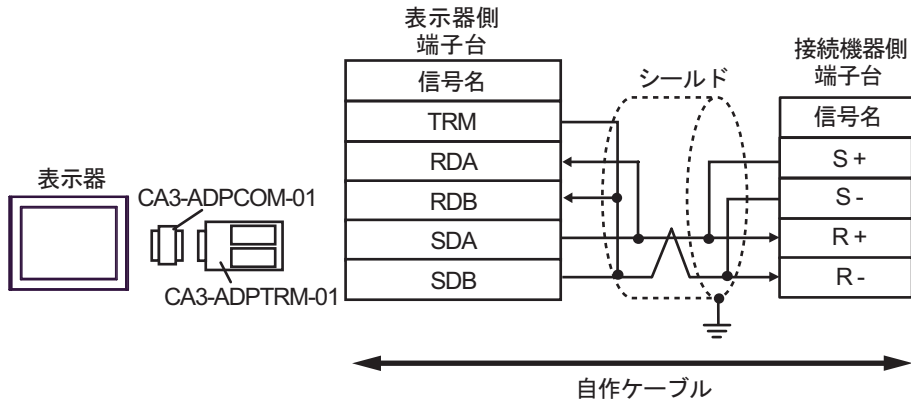 表示器
CA3-ADPCOM-01
CA3-ADPTRM-01
表示器側
端子台
信号名
TRM
RDA
RDB
SDA
SDB
シールド
接続機器側
端子台
信号名
S+
S-
R+
R-
自作ケーブル